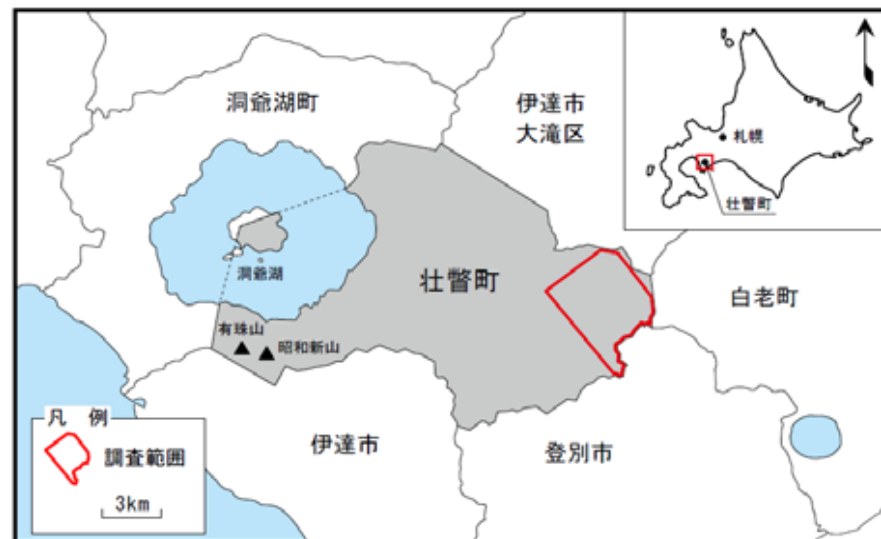 洞爺湖町
伊達市
大滝区
札幌
壮瞥町
洞爺湖
壮瞥町
白老町
有珠山
昭和新山
凡 例
調査範囲
3km
伊達市
登別市